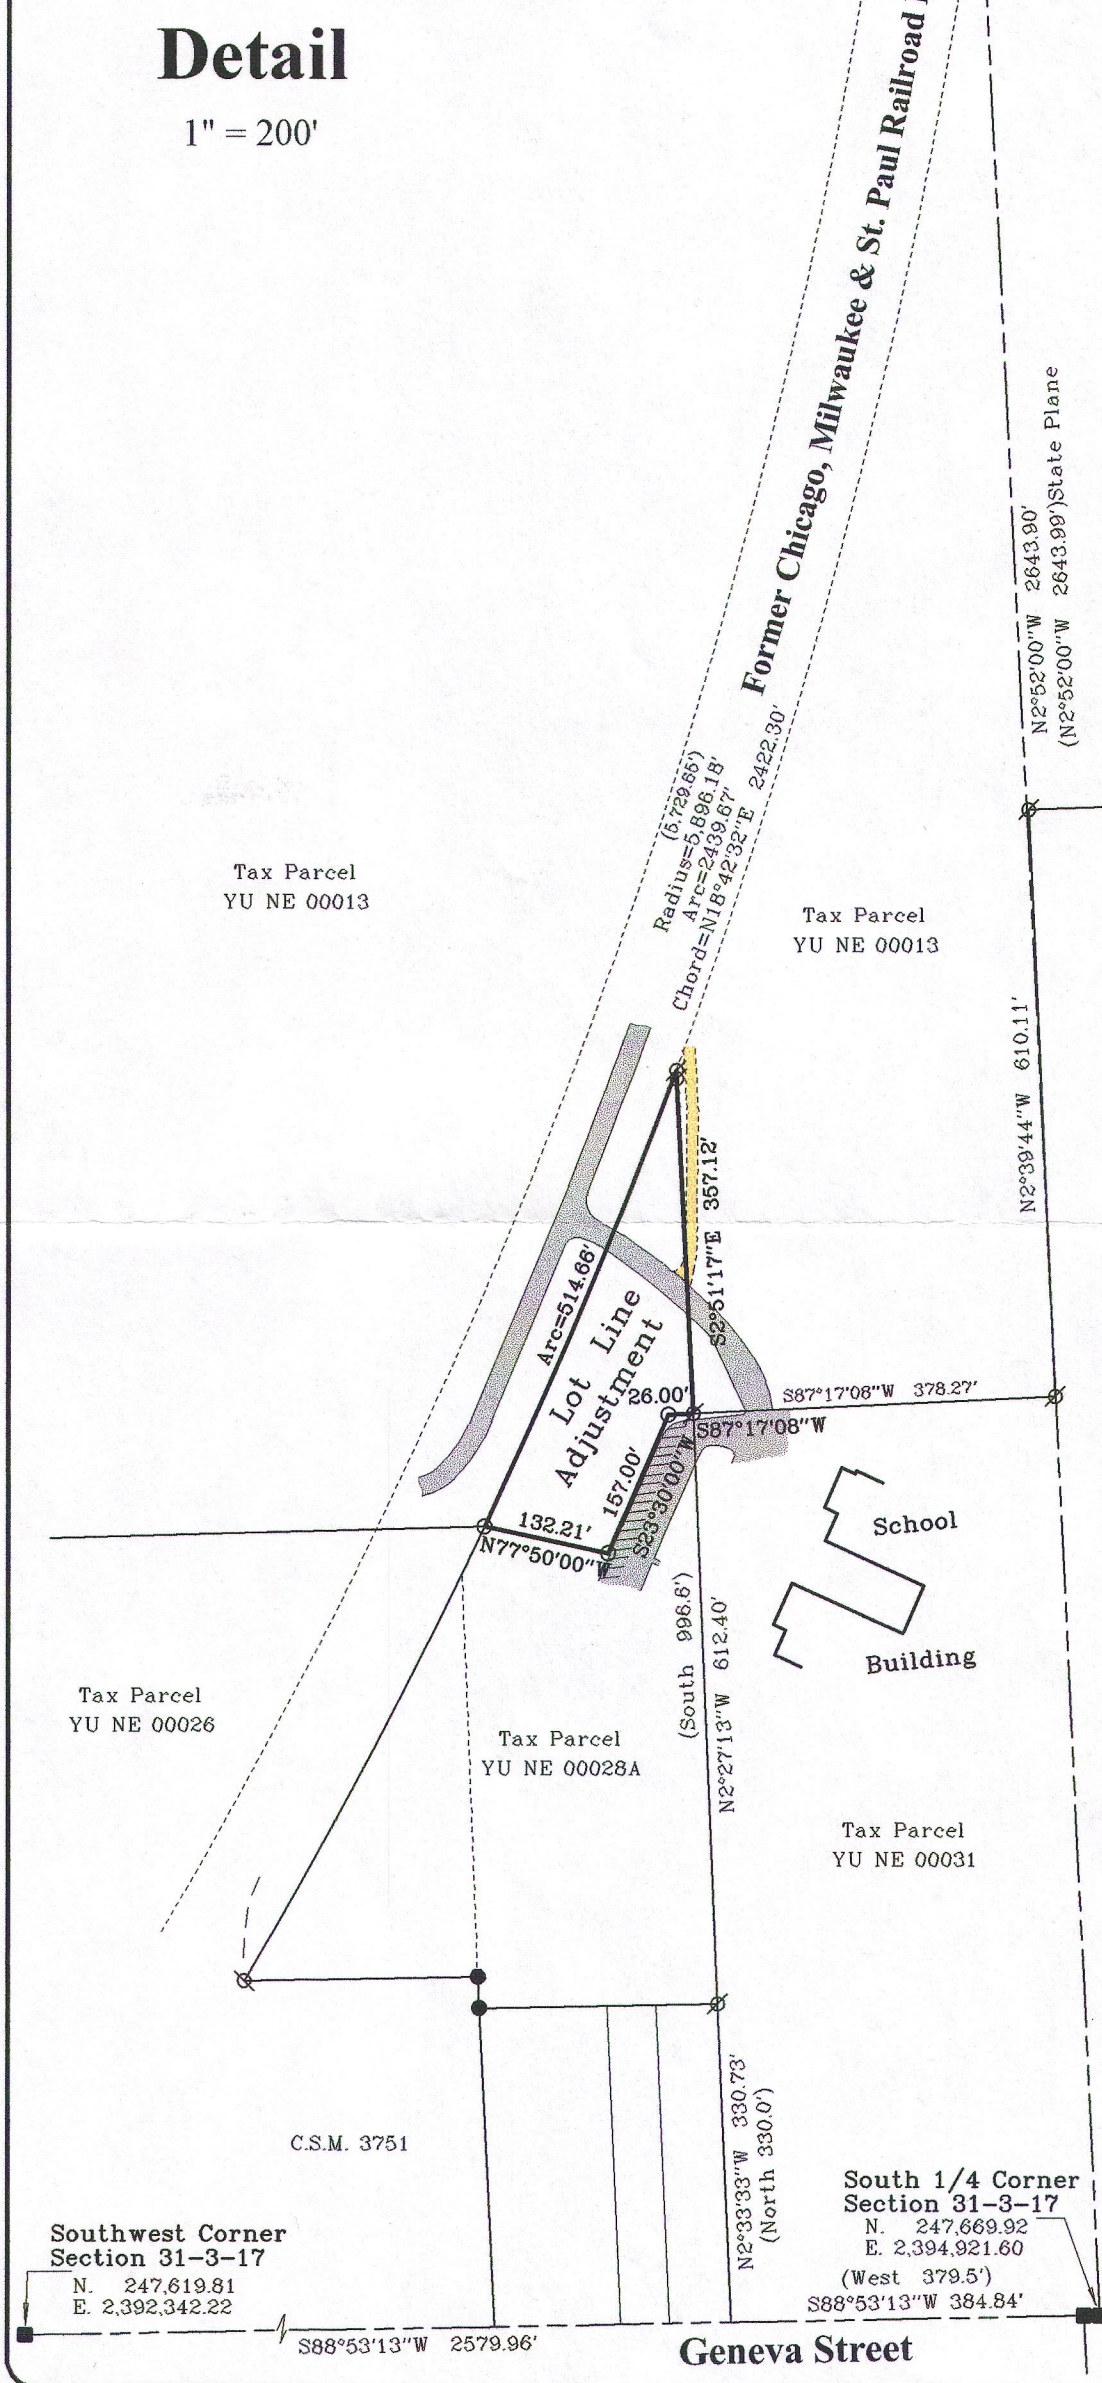 Detail
1" = 200'
Former Chicago, Milwaukee & St. Paul Railroad
N2°52'00"W 2643.90'
(N2°52'00"W 2643.99')State Plane
(5,729.65')
Radius=5,896.18'
Arc=2439.67'
Chord=N18°42'32"E 2422.30'
Tax Parcel
YU NE 00013
Tax Parcel
YU NE 00013
N2°39'44"W 610.11'
S2°51'17"E 357.12'
Arc=514.66'
Lot Line
Adjustment
26.00'
S87°17'08"W 378.27'
S87°17'08"W
157.00'
S23°30'00"W
132.21'
N77°50'00"W
School
Building
(South 996.6')
N2°27'13"W 612.40'
Tax Parcel
YU NE 00026
Tax Parcel
YU NE 00028A
Tax Parcel
YU NE 00031
C.S.M. 3751
N2°33'33"W 330.73'
(North 330.0')
South 1/4 Corner
Section 31-3-17
N. 247,669.92
E. 2,394,921.60
(West 379.5')
S88°53'13"W 384.84'
Southwest Corner
Section 31-3-17
N. 247,619.81
E. 2,392,342.22
S88°53'13"W 2579.96'
Geneva Street